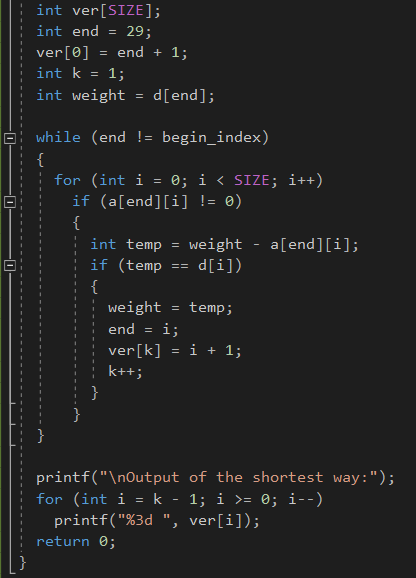 int ver[SIZE];
int end = 29;
ver[0] = end + 1;
int k = 1;
int weight = d[end];

while (end != begin_index)
{
  for (int i = 0; i < SIZE; i++)
    if (a[end][i] != 0)
    {
      int temp = weight - a[end][i];
      if (temp == d[i])
      {
        weight = temp;
        end = i;
        ver[k] = i + 1;
        k++;
      }
    }
}

printf("\nOutput of the shortest way:");
for (int i = k - 1; i >= 0; i--)
  printf("%3d ", ver[i]);
return 0;
}